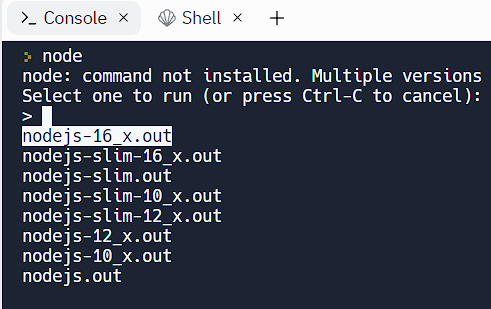 Console × Shell × +
> node
node: command not installed. Multiple versions
Select one to run (or press Ctrl-C to cancel):
>
nodejs-16_x.out
nodejs-slim-16_x.out
nodejs-slim.out
nodejs-slim-10_x.out
nodejs-slim-12_x.out
nodejs-12_x.out
nodejs-10_x.out
nodejs.out